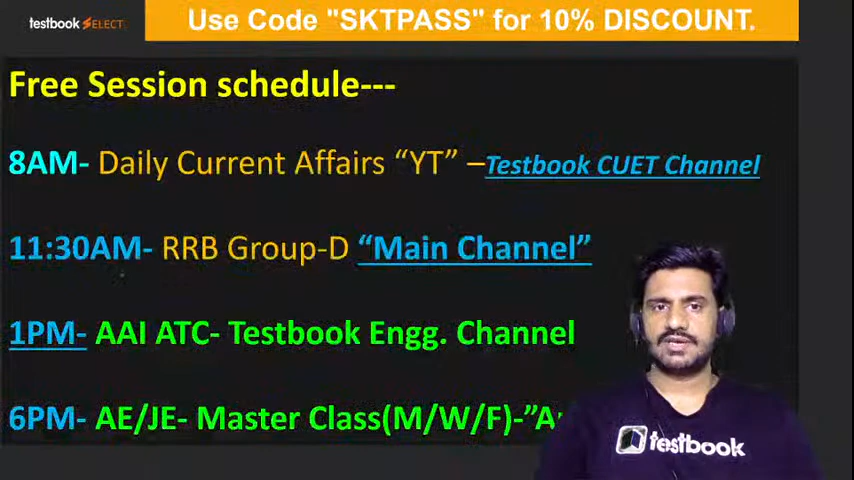 testbook SELECT
Use Code "SKTPASS" for 10% DISCOUNT.
Free Session schedule---
8AM- Daily Current Affairs “YT” –Testbook CUET Channel
11:30AM- RRB Group-D “Main Channel”
1PM- AAI ATC- Testbook Engg. Channel
6PM- AE/JE- Master Class(M/W/F)-”
testbook